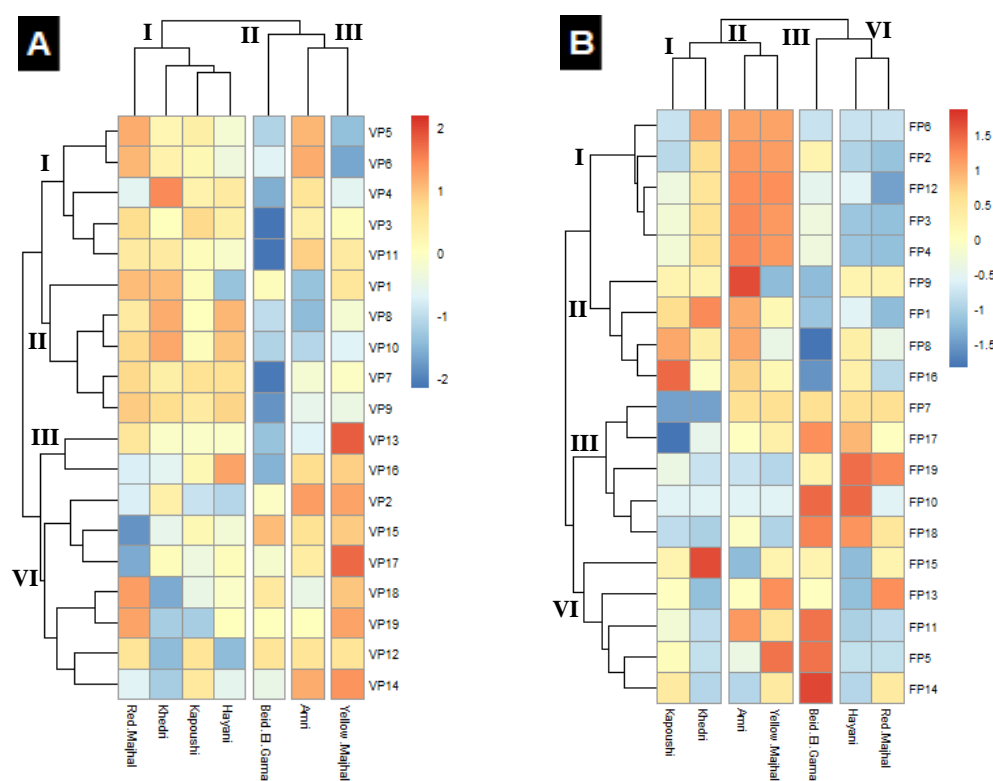 A
I
II
III
I
II
III
VI
2
1
0
-1
-2
VP5
VP6
VP4
VP3
VP11
VP1
VP8
VP10
VP7
VP9
VP13
VP16
VP2
VP15
VP17
VP18
VP19
VP12
VP14
Red.Majhal
Khedri
Kapoushi
Hayani
Beid.El.Gama
Amri
Yellow.Majhal
B
I
II
III
VI
I
II
III
VI
1.5
1
0.5
0
-0.5
-1
-1.5
FP6
FP2
FP12
FP3
FP4
FP9
FP1
FP8
FP16
FP7
FP17
FP19
FP10
FP18
FP15
FP13
FP11
FP5
FP14
Kapoushi
Khedri
Amri
Yellow.Majhal
Beid.El.Gama
Hayani
Red.Majhal